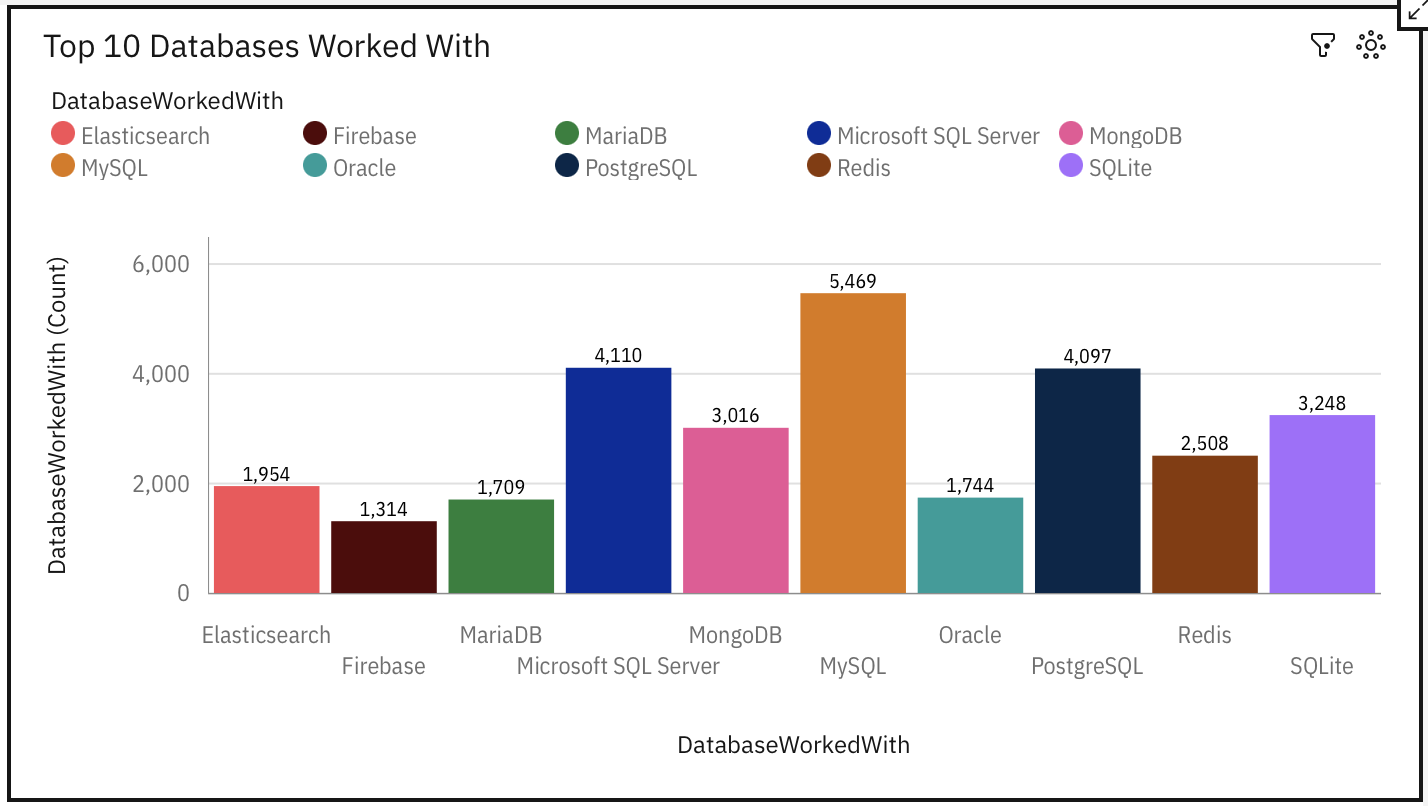 Top 10 Databases Worked With
DatabaseWorkedWith
Elasticsearch Firebase MariaDB Microsoft SQL Server MongoDB
MySQL Oracle PostgreSQL Redis SQLite
DatabaseWorkedWith (Count)
6,000
4,000
2,000
0
5,469
4,110
4,097
3,248
3,016
2,508
1,954
1,744
1,709
1,314
Elasticsearch MariaDB MongoDB Oracle Redis
Firebase Microsoft SQL Server MySQL PostgreSQL SQLite
DatabaseWorkedWith